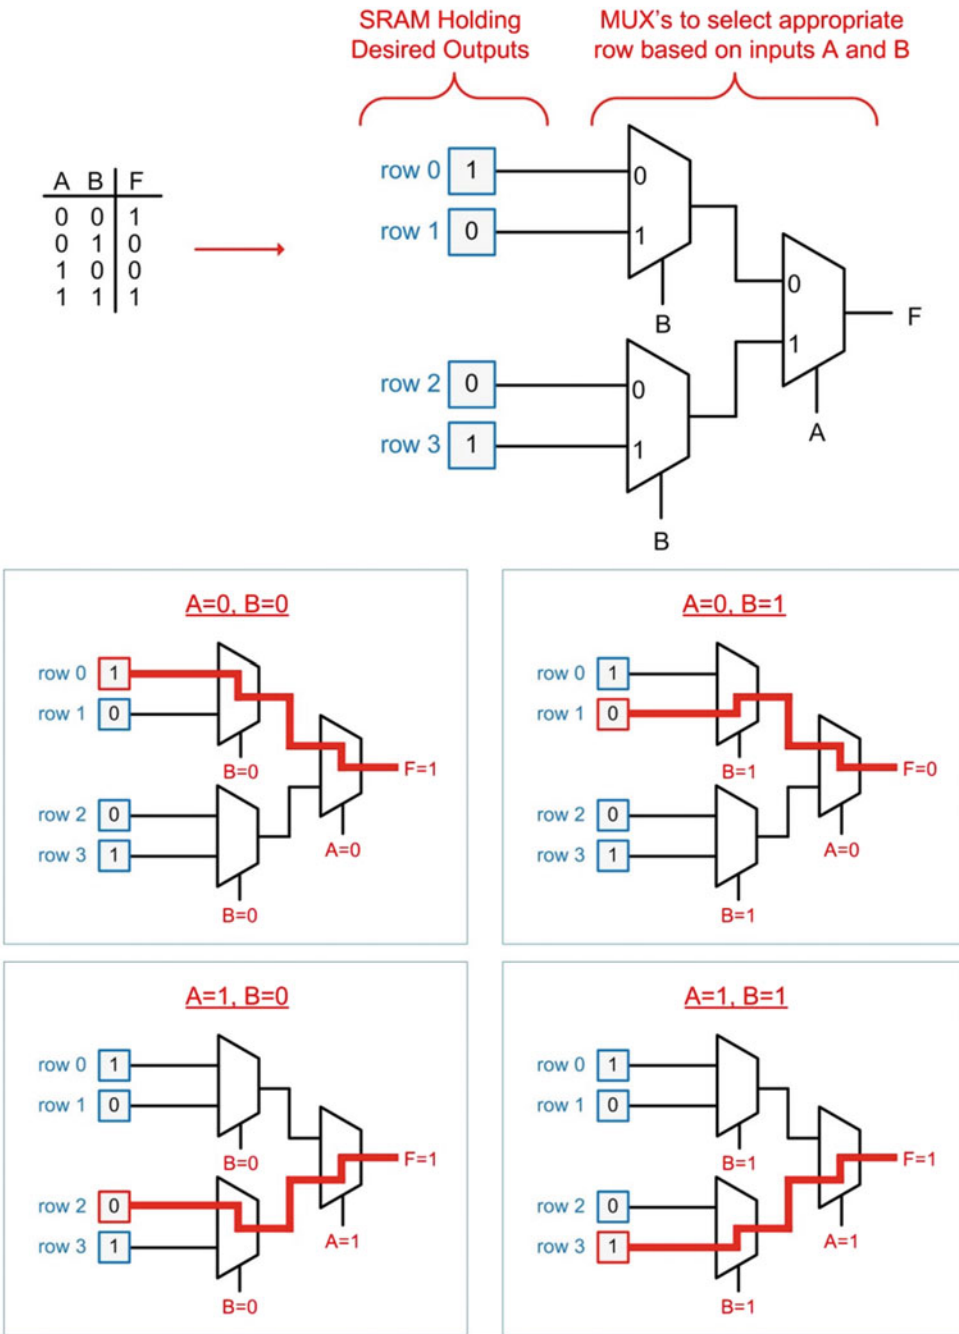 SRAM Holding
Desired Outputs
MUX's to select appropriate
row based on inputs A and B
A B F
0 0 1
0 1 0
1 0 0
1 1 1
row 0 1
row 1 0
0
1
B
row 2 0
row 3 1
0
1
B
0
1
A
F
A=0, B=0
row 0 1
row 1 0
B=0
row 2 0
row 3 1
B=0
A=0
F=1
A=0, B=1
row 0 1
row 1 0
B=1
row 2 0
row 3 1
B=1
A=0
F=0
A=1, B=0
row 0 1
row 1 0
B=0
row 2 0
row 3 1
B=0
A=1
F=1
A=1, B=1
row 0 1
row 1 0
B=1
row 2 0
row 3 1
B=1
A=1
F=1